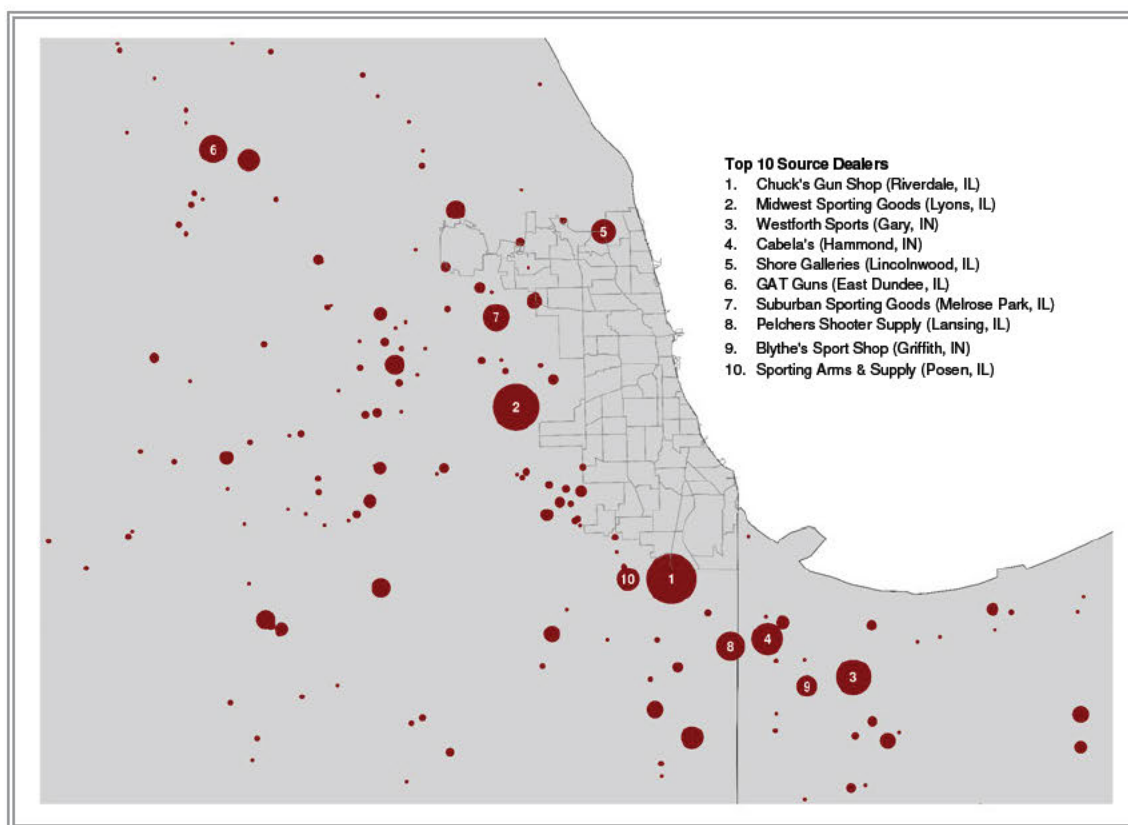 6
5
7
2
10
1
8
4
9
3
Top 10 Source Dealers
1. Chuck's Gun Shop (Riverdale, IL)
2. Midwest Sporting Goods (Lyons, IL)
3. Westforth Sports (Gary, IN)
4. Cabela's (Hammond, IN)
5. Shore Galleries (Lincolnwood, IL)
6. GAT Guns (East Dundee, IL)
7. Suburban Sporting Goods (Melrose Park, IL)
8. Pelchers Shooter Supply (Lansing, IL)
9. Blythe's Sport Shop (Griffith, IN)
10. Sporting Arms & Supply (Posen, IL)